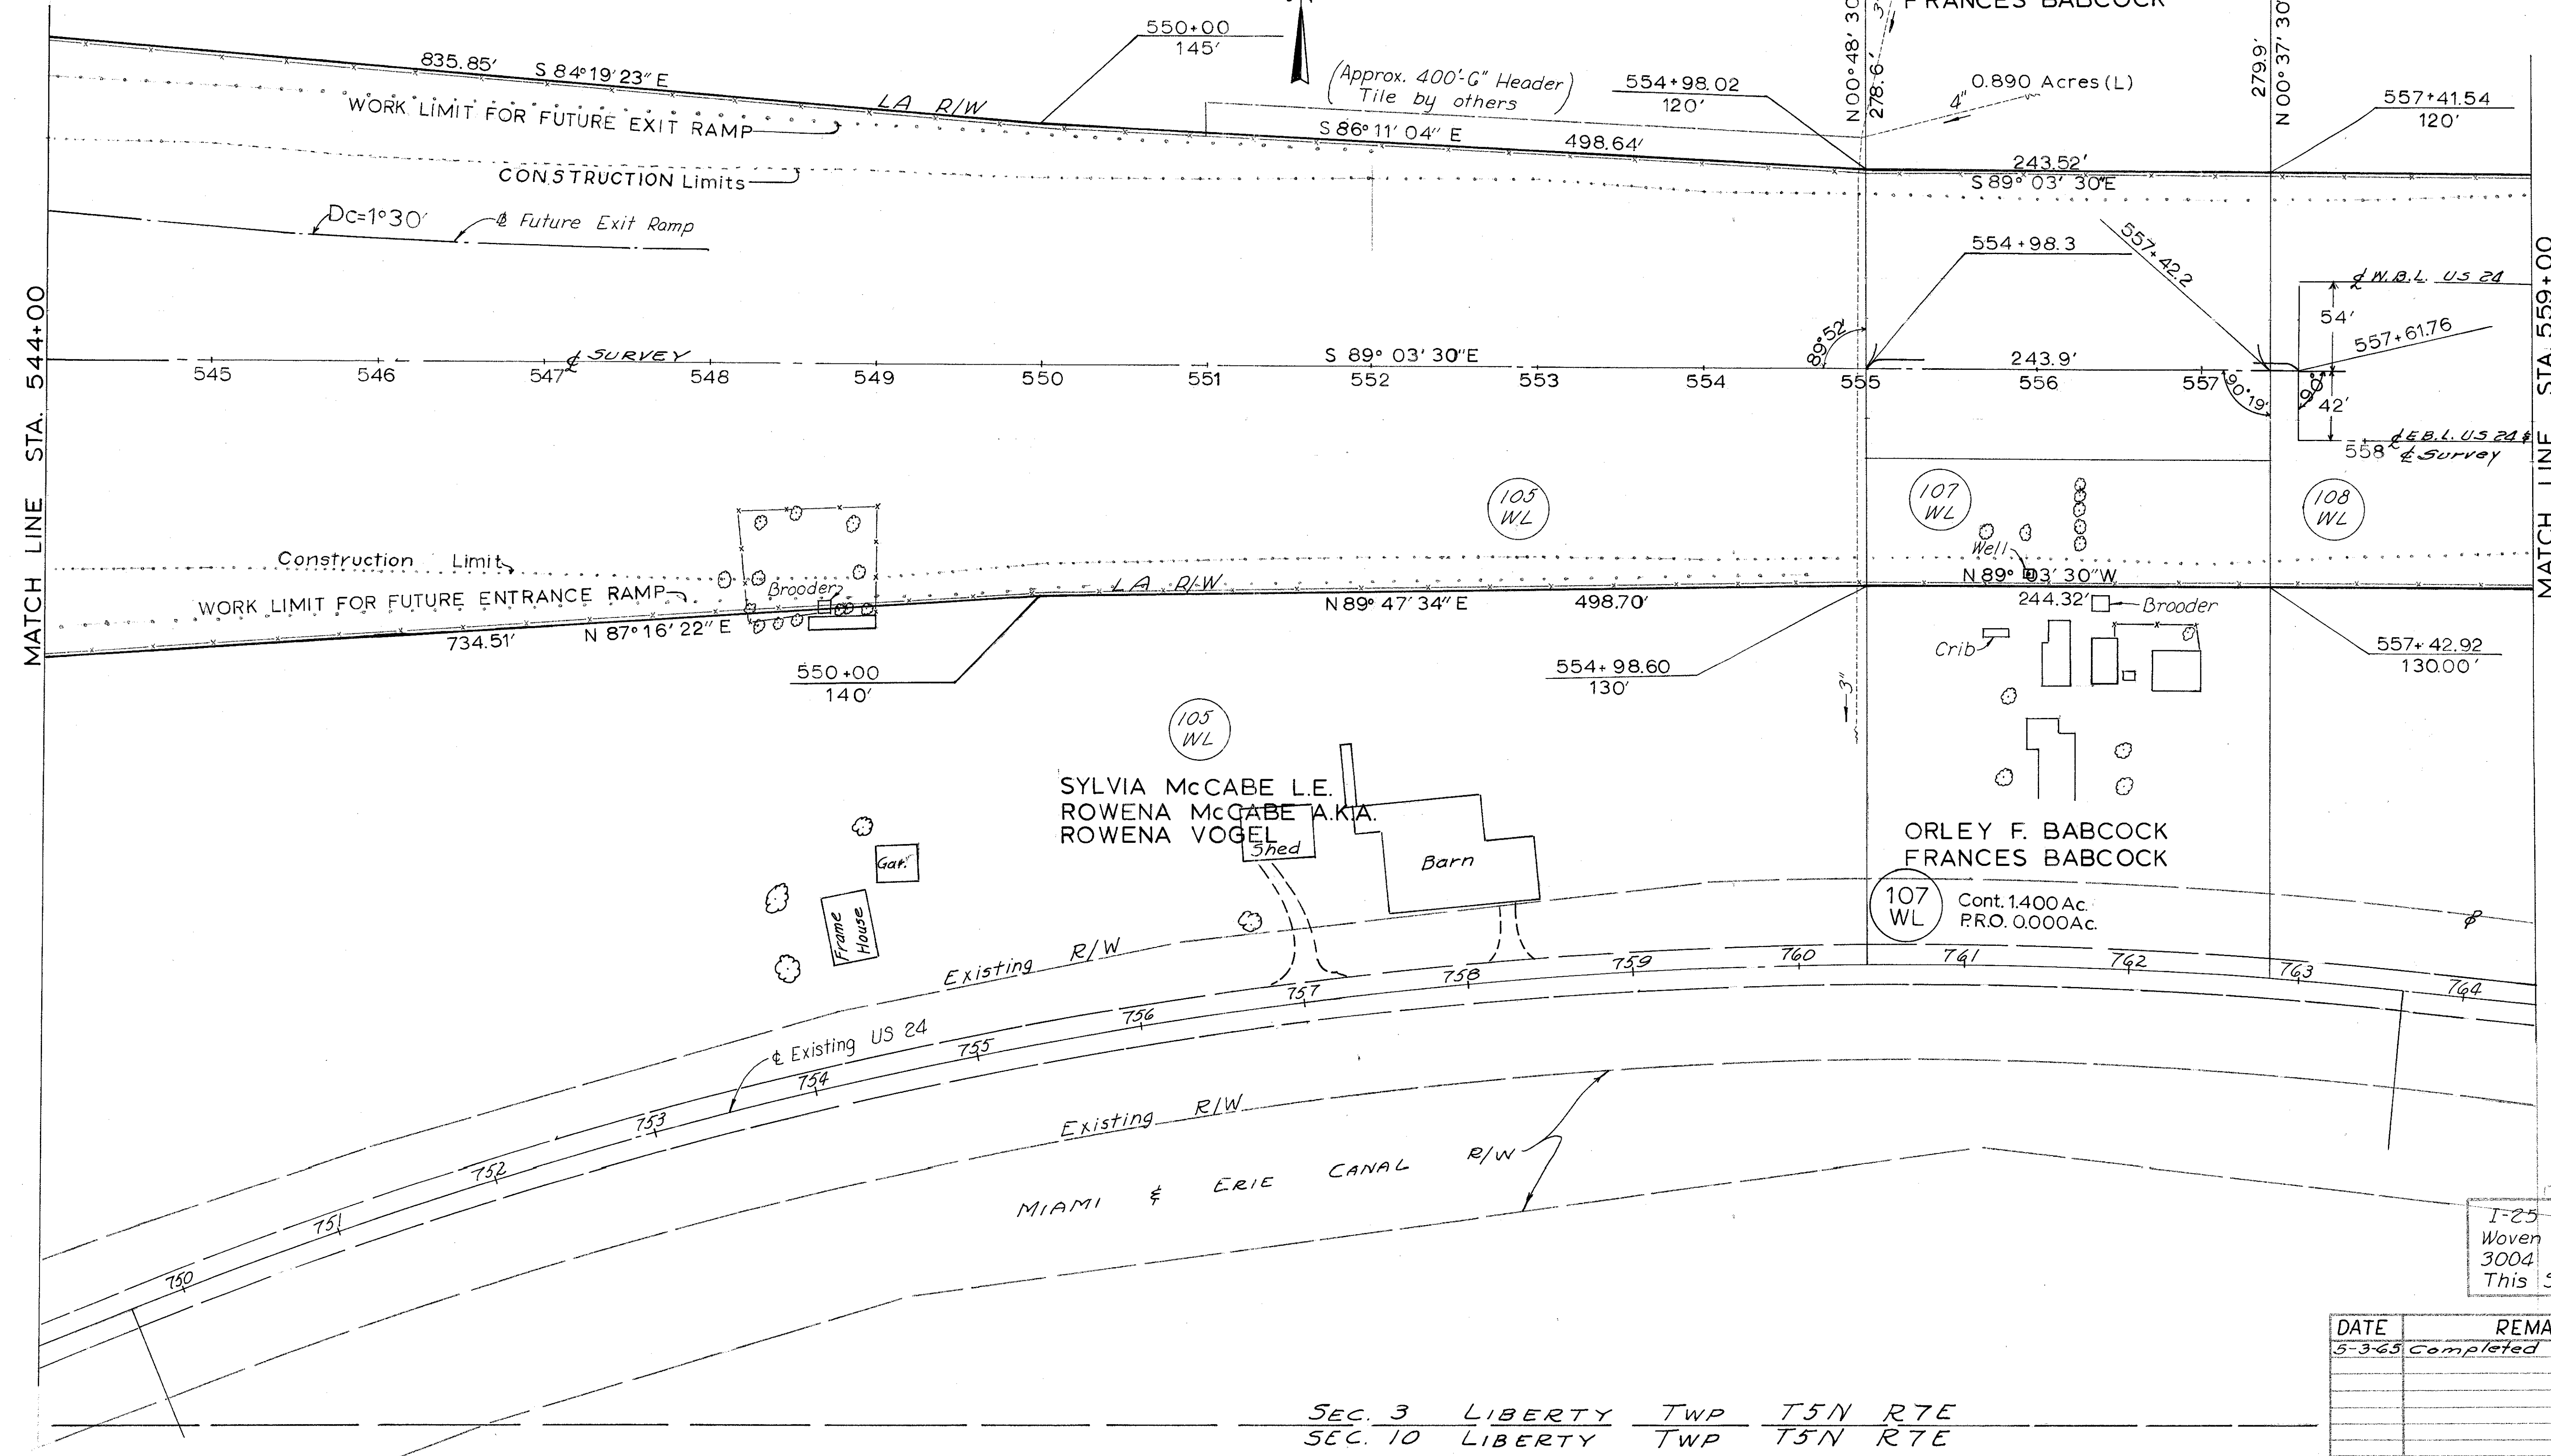 FRANCES BABCOCK
N00°48' 30
278.6'
279.9'
N 00° 37' 30"
550+00
145'
835.85' S 84°19'23" E
LA R/W
(Approx. 400'-6" Header)
Tile by others
554+98.02
120'
4"
0.890 Acres (L)
557+41.54
120'
WORK LIMIT FOR FUTURE EXIT RAMP
S 86° 11' 04" E 498.64'
243.52'
S 89° 03' 30"E
CONSTRUCTION Limits
Dc=1°30'
℄ Future Exit Ramp
554+98.3
557+42.2
℄ W.B.L. US 24
54'
557+61.76
MATCH LINE STA. 544+00
MATCH LINE STA. 559+00
℄ SURVEY
S 89° 03' 30"E
89°52'
243.9'
545 546 547 548 549 550 551 552 553 554 555 556 557
90°19'
90°
42'
℄ E.B.L. US 24 &
558 ℄ Survey
105
WL
107
WL
108
WL
Well
Construction Limit
Brooder
LA R/W
N 89° 03' 30"W
WORK LIMIT FOR FUTURE ENTRANCE RAMP
N 89° 47' 34" E 498.70'
244.32'
Brooder
734.51' N 87° 16' 22" E
Crib
550+00
140'
554+98.60
130'
557+42.92
130.00'
3"
105
WL
SYLVIA McCABE L.E.
ROWENA McCABE A.K.A.
ROWENA VOGEL
Shed
Barn
Gar.
Frame
House
ORLEY F. BABCOCK
FRANCES BABCOCK
107
WL
Cont. 1.400 Ac.
P.R.O. 0.000Ac.
Existing R/W
℄ Existing US 24
750 751 752 753 754 755 756 757 758 759 760 761 762 763 764
Existing R/W
MIAMI & ERIE CANAL R/W
I-25
Woven
3004
This
DATE REMA
5-3-65 Completed
SEC. 3 LIBERTY TWP T5N R7E
SEC. 10 LIBERTY TWP T5N R7E